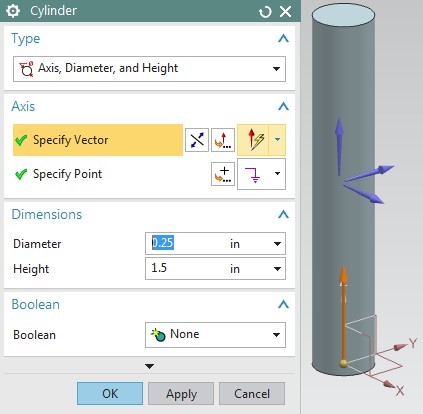 Cylinder
Type
Axis, Diameter, and Height
Axis
Specify Vector
Specify Point
Dimensions
Diameter 0.25 in
Height 1.5 in
Boolean
Boolean None
OK Apply Cancel
Y
X